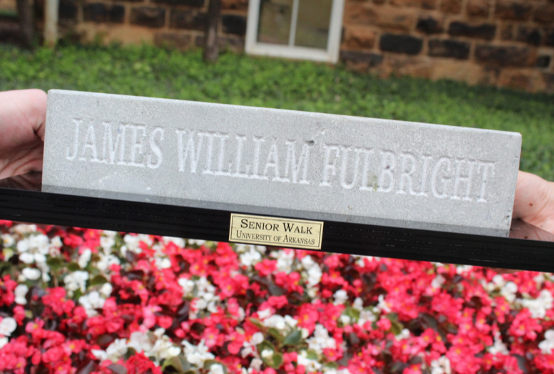 JAMES WILLIAM FULBRIGHT
SENIOR WALK
UNIVERSITY OF ARKANSAS